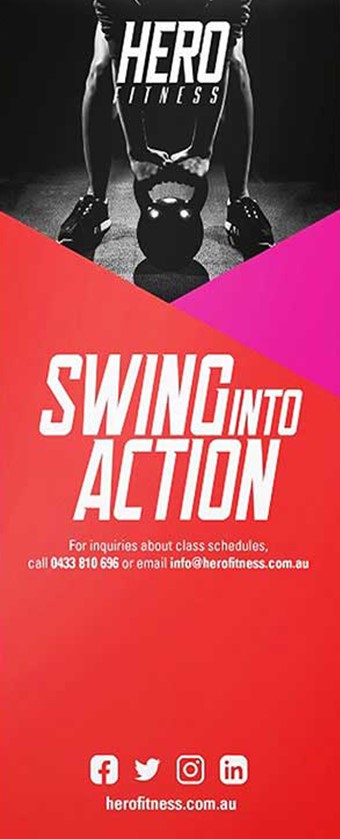 HERO
FITNESS
SWING INTO
ACTION
For inquiries about class schedules,
call 0433 810 696 or email info@herofitness.com.au
herofitness.com.au